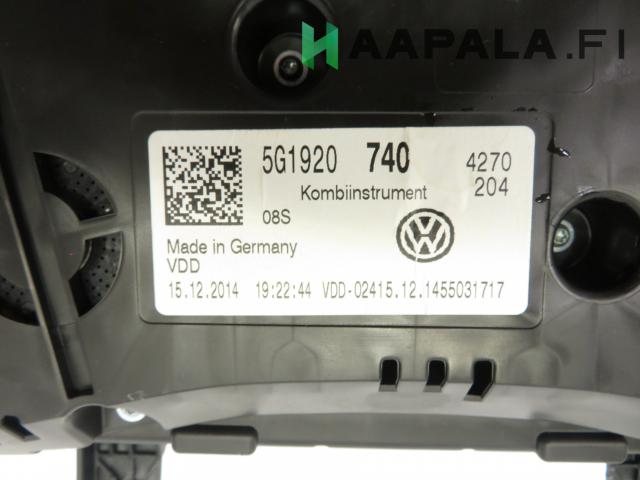 HAAPALA.FI
5G1920 740 4270
Kombiinstrument 204
08S
Made in Germany
VDD
15.12.2014 19:22:44 VDD-02415.12.1455031717